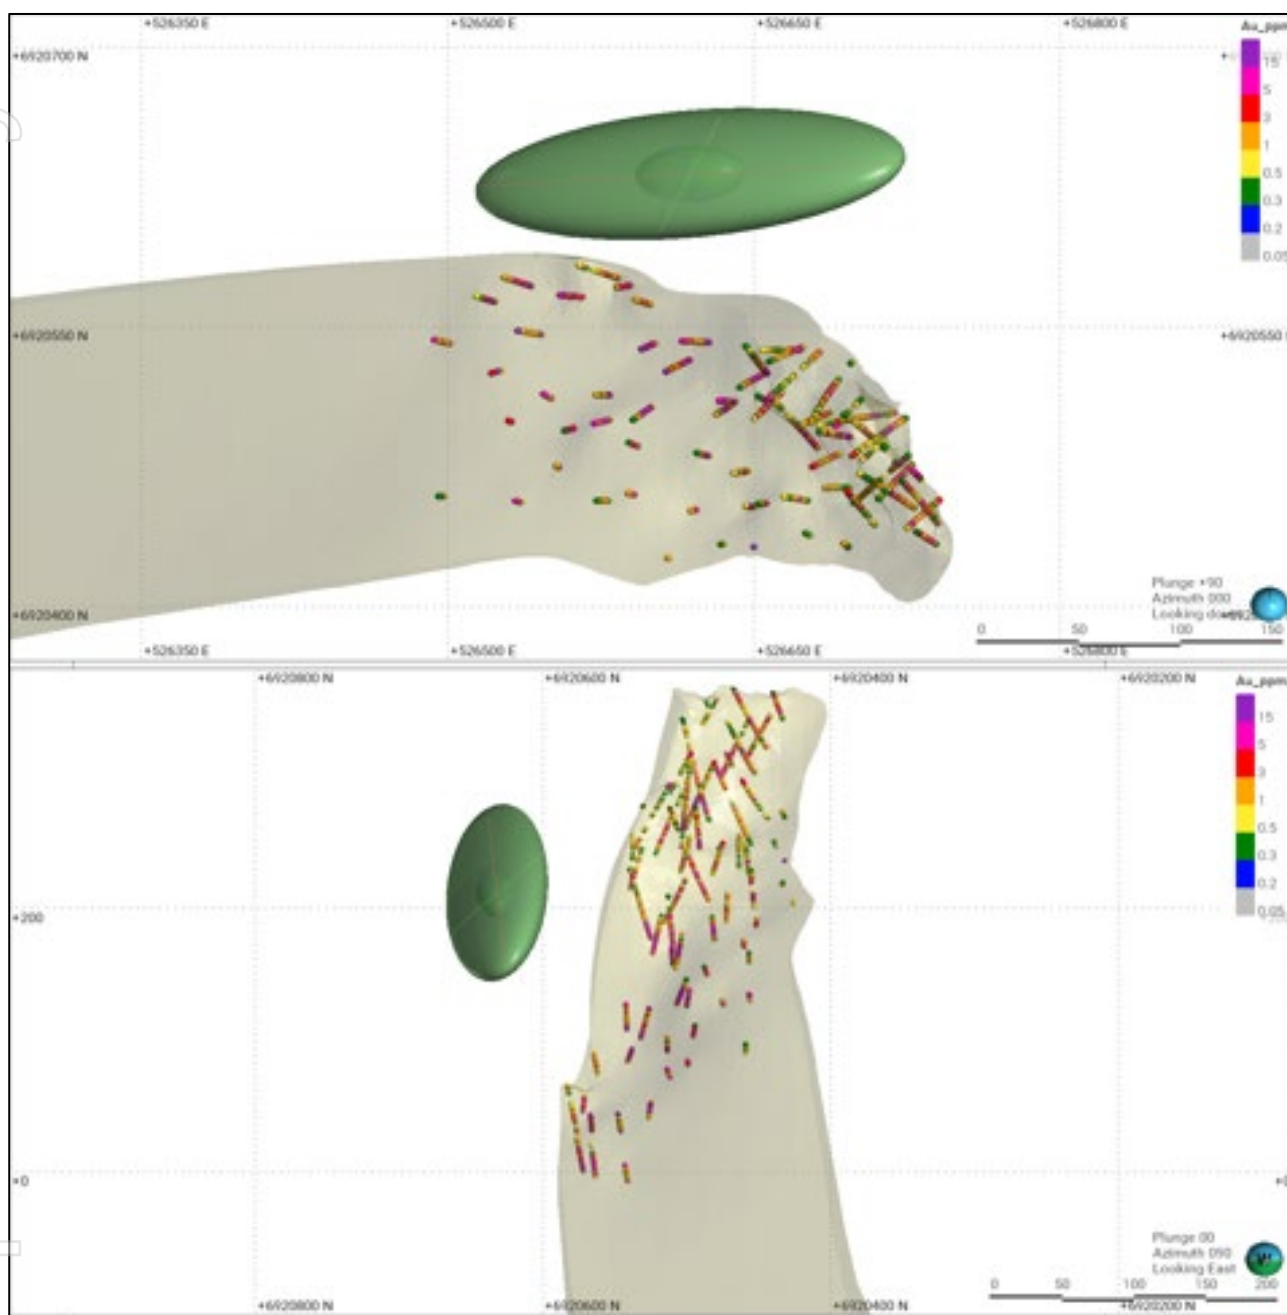 +526350 E
+526500 E
+526650 E
+526800 E
Au_ppm
+6920700 N
15
5
3
1
0.5
0.3
0.2
0.05
+6920550 N
+6920550
+6920400 N
Plunge +90
Azimuth 000
Looking down
0
50
100
150
+526350 E
+526500 E
+526650 E
+526800 E
+6920800 N
+6920600 N
+6920400 N
+6920200 N
Au_ppm
15
5
3
1
0.5
0.3
0.2
0.05
+200
+0
Plunge 00
Azimuth 090
Looking East
0
50
100
150
200
+6920800 N
+6920600 N
+6920400 N
+6920200 N